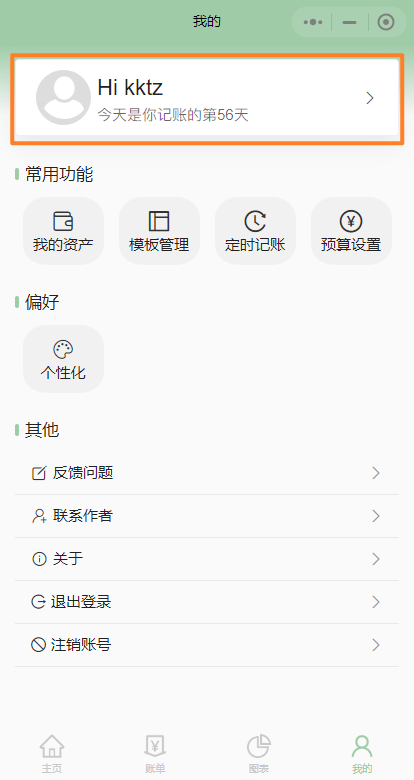 我的
Hi kktz
今天是你记账的第56天
常用功能
我的资产 模板管理 定时记账 预算设置
偏好
个性化
其他
反馈问题
联系作者
关于
退出登录
注销账号
主页 账单 图表 我的